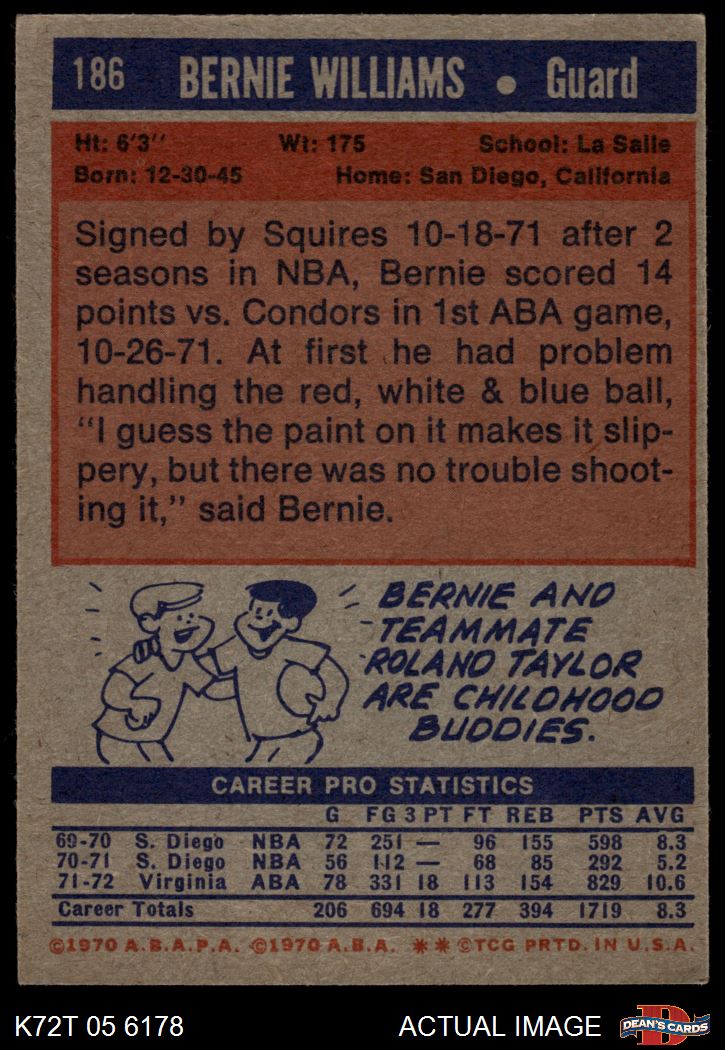 186 BERNIE WILLIAMS • Guard
Ht: 6'3'' Wt: 175 School: La Salle
Born: 12-30-45 Home: San Diego, California
Signed by Squires 10-18-71 after 2
seasons in NBA, Bernie scored 14
points vs. Condors in 1st ABA game,
10-26-71. At first he had problem
handling the red, white & blue ball,
“I guess the paint on it makes it slip-
pery, but there was no trouble shoot-
ing it,” said Bernie.
BERNIE AND
TEAMMATE
ROLAND TAYLOR
ARE CHILDHOOD
BUDDIES.
CAREER PRO STATISTICS
G FG 3 PT FT REB PTS AVG
69-70 S. Diego NBA 72 251 — 96 155 598 8.3
70-71 S. Diego NBA 56 112 — 68 85 292 5.2
71-72 Virginia ABA 78 331 18 113 154 829 10.6
Career Totals 206 694 18 277 394 1719 8.3
©1970 A.B.A.P.A. ©1970 A.B.A. ** ©TCG PRTD. IN U.S.A.
K72T 05 6178 ACTUAL IMAGE D DEAN'S CARDS